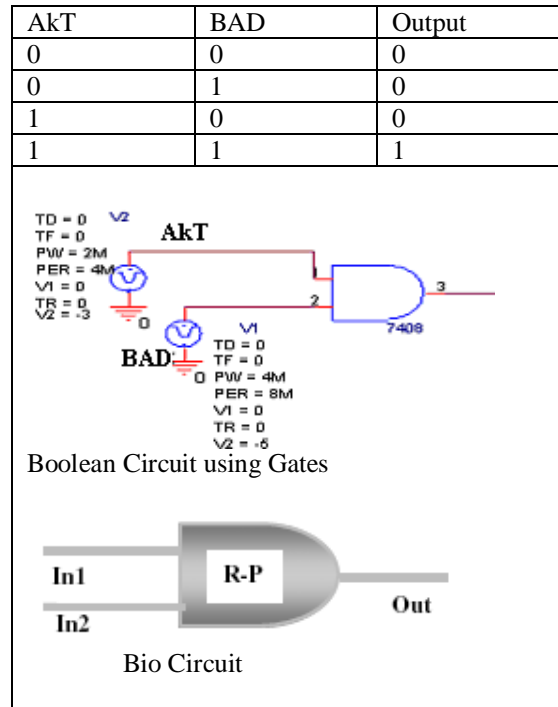 AkT BAD Output
0 0 0
0 1 0
1 0 0
1 1 1
TD = 0 V2
TF = 0
PW = 2M
PER = 4M
V1 = 0
TR = 0
V2 = -3
AkT
0
1
2
3
7408
BAD
0
V1
TD = 0
TF = 0
PW = 4M
PER = 8M
V1 = 0
TR = 0
V2 = -5
Boolean Circuit using Gates
In1
R-P
Out
In2
Bio Circuit